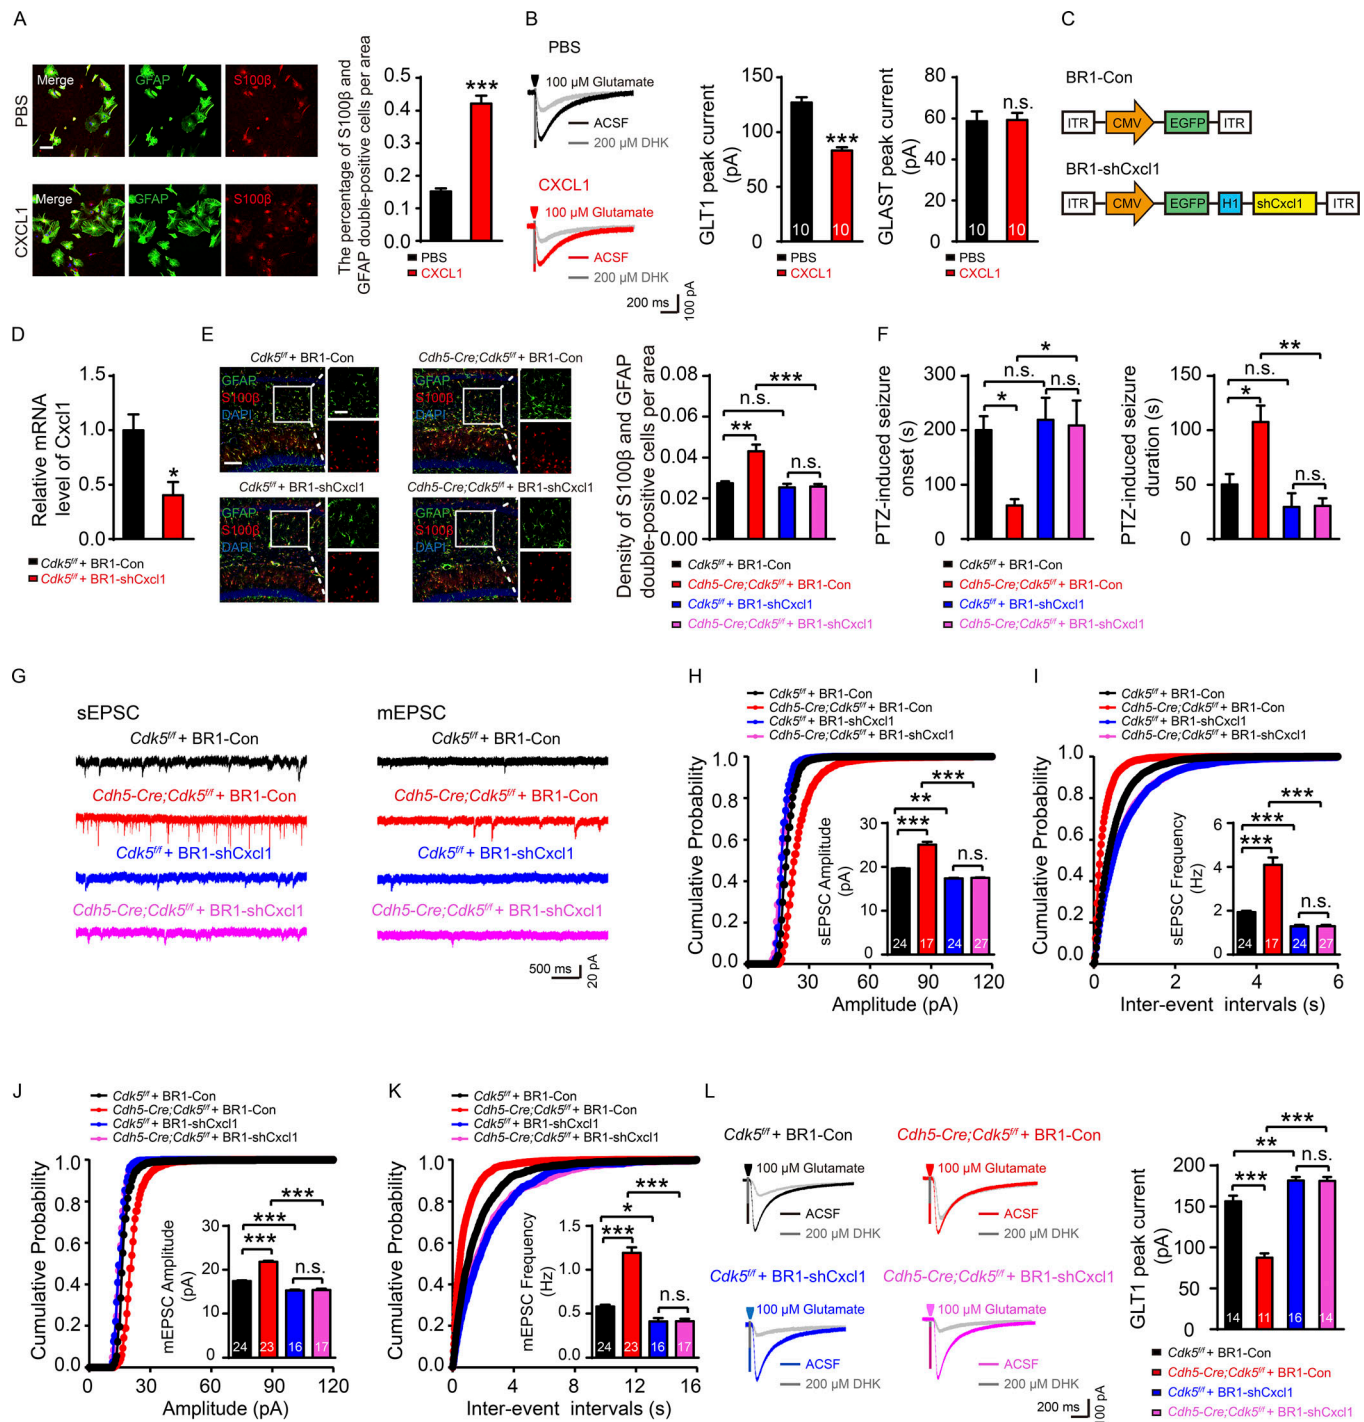 A
PBS
Merge
GFAP
S100β
CXCL1
Merge
GFAP
S100β
The percentage of S100β and
GFAP double-positive cells per area
0.5
0.4
0.3
0.2
0.1
0.0
***
PBS
CXCL1
B
PBS
100 µM Glutamate
ACSF
200 µM DHK
CXCL1
100 µM Glutamate
ACSF
200 µM DHK
200 ms
100 pA
GLT1 peak current
(pA)
150
100
50
0
***
10
10
PBS
CXCL1
GLAST peak current
(pA)
80
60
40
20
0
n.s.
10
10
PBS
CXCL1
C
BR1-Con
ITR
CMV
EGFP
ITR
BR1-shCxcl1
ITR
CMV
EGFP
H1
shCxcl1
ITR
D
Relative mRNA
level of Cxcl1
1.5
1.0
0.5
0.0
*
Cdk5f/f + BR1-Con
Cdk5f/f + BR1-shCxcl1
E
Cdk5f/f + BR1-Con
GFAP
S100β
DAPI
Cdh5-Cre;Cdk5f/f + BR1-Con
GFAP
S100β
DAPI
Cdk5f/f + BR1-shCxcl1
GFAP
S100β
DAPI
Cdh5-Cre;Cdk5f/f + BR1-shCxcl1
GFAP
S100β
DAPI
Density of S100β and GFAP
double-positive cells per area
0.08
0.06
0.04
0.02
0.00
***
n.s.
**
n.s.
Cdk5f/f + BR1-Con
Cdh5-Cre;Cdk5f/f + BR1-Con
Cdk5f/f + BR1-shCxcl1
Cdh5-Cre;Cdk5f/f + BR1-shCxcl1
F
PTZ-induced seizure
onset (s)
300
200
100
0
*
n.s.
*
n.s.
PTZ-induced seizure
duration (s)
150
100
50
0
**
n.s.
*
n.s.
Cdk5f/f + BR1-Con
Cdh5-Cre;Cdk5f/f + BR1-Con
Cdk5f/f + BR1-shCxcl1
Cdh5-Cre;Cdk5f/f + BR1-shCxcl1
G
sEPSC
Cdk5f/f + BR1-Con
Cdh5-Cre;Cdk5f/f + BR1-Con
Cdk5f/f + BR1-shCxcl1
Cdh5-Cre;Cdk5f/f + BR1-shCxcl1
mEPSC
Cdk5f/f + BR1-Con
Cdh5-Cre;Cdk5f/f + BR1-Con
Cdk5f/f + BR1-shCxcl1
Cdh5-Cre;Cdk5f/f + BR1-shCxcl1
500 ms
20 pA
H
Cdk5f/f + BR1-Con
Cdh5-Cre;Cdk5f/f + BR1-Con
Cdk5f/f + BR1-shCxcl1
Cdh5-Cre;Cdk5f/f + BR1-shCxcl1
Cumulative Probability
1.0
0.8
0.6
0.4
0.2
0.0
0 30 60 90 120
Amplitude (pA)
sEPSC Amplitude
(pA)
30
20
10
0
***
**
***
n.s.
24 17 24 27
I
Cdk5f/f + BR1-Con
Cdh5-Cre;Cdk5f/f + BR1-Con
Cdk5f/f + BR1-shCxcl1
Cdh5-Cre;Cdk5f/f + BR1-shCxcl1
Cumulative Probability
1.0
0.8
0.6
0.4
0.2
0.0
0 2 4 6
Inter-event intervals (s)
sEPSC Frequency
(Hz)
6
4
2
0
***
***
***
n.s.
24 17 24 27
J
Cdk5f/f + BR1-Con
Cdh5-Cre;Cdk5f/f + BR1-Con
Cdk5f/f + BR1-shCxcl1
Cdh5-Cre;Cdk5f/f + BR1-shCxcl1
Cumulative Probability
1.0
0.8
0.6
0.4
0.2
0.0
0 30 60 90 120
Amplitude (pA)
mEPSC Amplitude
(pA)
30
20
10
0
***
***
***
n.s.
24 23 16 17
K
Cdk5f/f + BR1-Con
Cdh5-Cre;Cdk5f/f + BR1-Con
Cdk5f/f + BR1-shCxcl1
Cdh5-Cre;Cdk5f/f + BR1-shCxcl1
Cumulative Probability
1.0
0.8
0.6
0.4
0.2
0.0
0 4 8 12 16
Inter-event intervals (s)
mEPSC Frequency
(Hz)
1.5
1.0
0.5
0.0
***
*
***
n.s.
24 23 16 17
L
Cdk5f/f + BR1-Con
100 µM Glutamate
ACSF
200 µM DHK
Cdh5-Cre;Cdk5f/f + BR1-Con
100 µM Glutamate
ACSF
200 µM DHK
Cdk5f/f + BR1-shCxcl1
100 µM Glutamate
ACSF
200 µM DHK
Cdh5-Cre;Cdk5f/f + BR1-shCxcl1
100 µM Glutamate
ACSF
200 µM DHK
200 ms
100 pA
GLT1 peak current
(pA)
200
150
100
50
0
***
**
***
n.s.
14 11 16 14
Cdk5f/f + BR1-Con
Cdh5-Cre;Cdk5f/f + BR1-Con
Cdk5f/f + BR1-shCxcl1
Cdh5-Cre;Cdk5f/f + BR1-shCxcl1